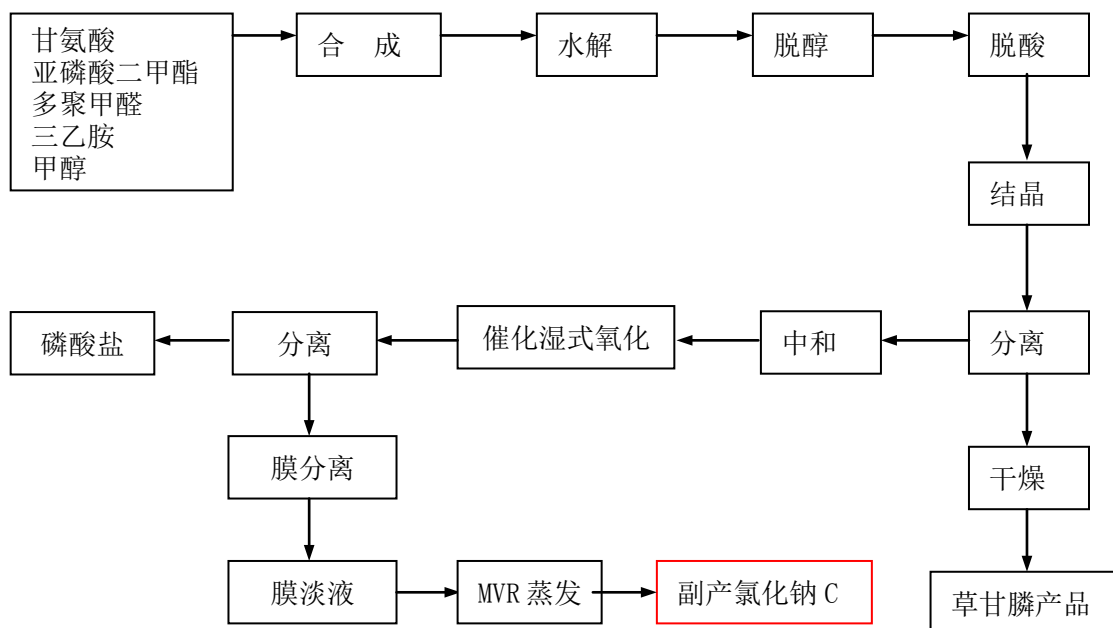 甘氨酸
亚磷酸二甲酯
多聚甲醛
三乙胺
甲醇
合 成
水解
脱醇
脱酸
结晶
磷酸盐
分离
催化湿式氧化
中和
分离
膜分离
干燥
膜淡液
MVR 蒸发
副产氯化钠 C
草甘膦产品